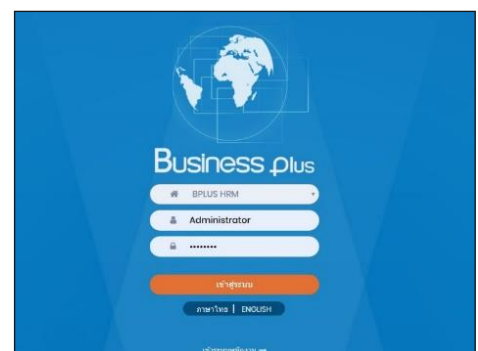 Business Plus
BPLUS HRM
Administrator
••••••••
เข้าสู่ระบบ
ภาษาไทย | ENGLISH